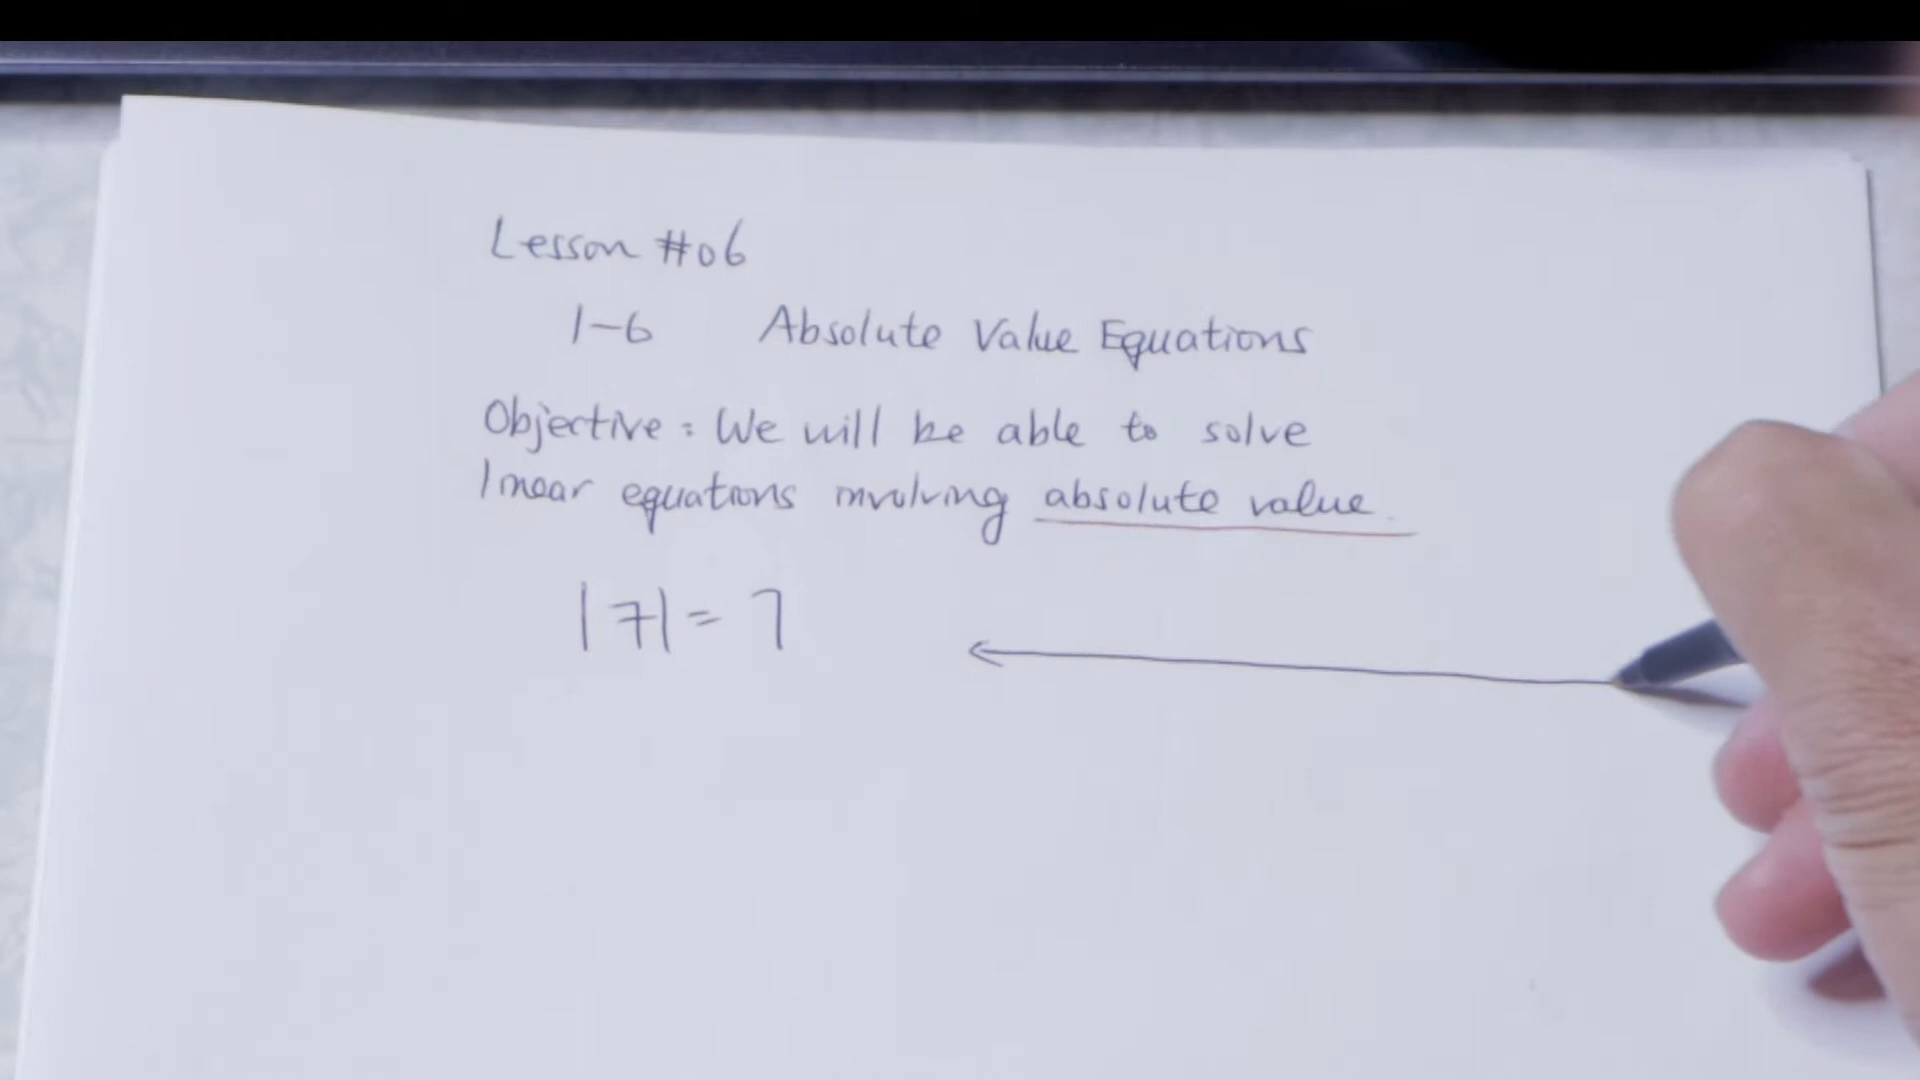 Lesson #06
1-6 Absolute Value Equations
Objective: We will be able to solve
linear equations involving absolute value.
|7| = 7